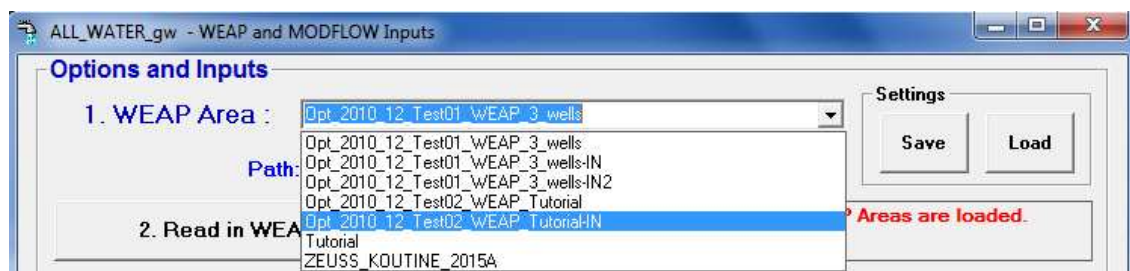 ALL_WATER_gw - WEAP and MODFLOW Inputs
Options and Inputs
1. WEAP Area :
Opt_2010_12_Test01_WEAP_3_wells
Settings
Save
Load
Path:
Opt_2010_12_Test01_WEAP_3_wells
Opt_2010_12_Test01_WEAP_3_wells-IN
Opt_2010_12_Test01_WEAP_3_wells-IN2
Opt_2010_12_Test02_WEAP_Tutorial
Opt_2010_12_Test02_WEAP_Tutorial-IN
Tutorial
ZEUSS_KOUTINE_2015A
2. Read in WEA
P Areas are loaded.